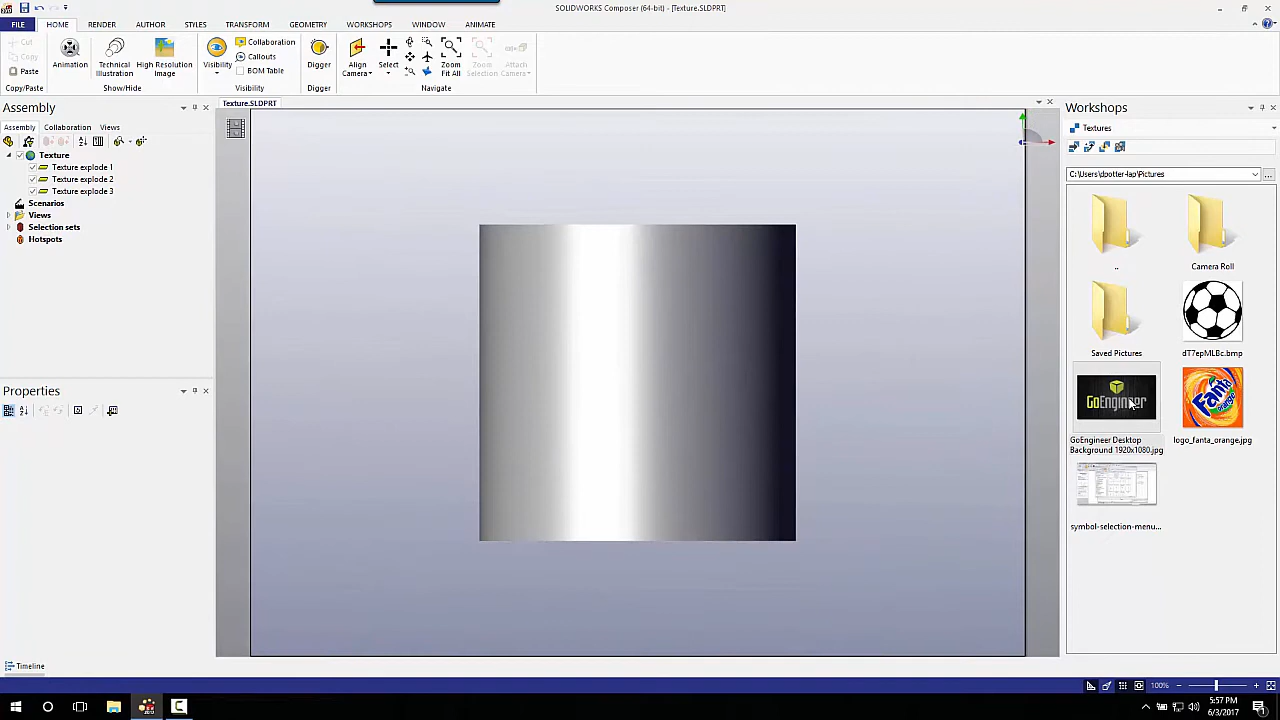 SOLIDWORKS Composer (64-bit) - [Texture.SLDPRT]
FILE HOME RENDER AUTHOR STYLES TRANSFORM GEOMETRY WORKSHOPS WINDOW ANIMATE
Cut
Copy
Paste
Copy/Paste
Animation
Technical Illustration
High Resolution Image
Show/Hide
Visibility
Collaboration
Callouts
BOM Table
Visibility
Digger
Digger
Align Camera
Select
Zoom Fit All
Zoom Selection
Attach Camera
Navigate
Assembly
Assembly Collaboration Views
Texture
Texture explode 1
Texture explode 2
Texture explode 3
Scenarios
Views
Selection sets
Hotspots
Properties
Timeline
Texture.SLDPRT
Workshops
Textures
C:\Users\dpotter-lap\Pictures
..
Camera Roll
Saved Pictures
dT7epMLBc.bmp
GoEngineer
GoEngineer Desktop
Background 1920x1080.jpg
Fanta
logo_fanta_orange.jpg
symbol-selection-menu...
100%
5:57 PM
6/3/2017